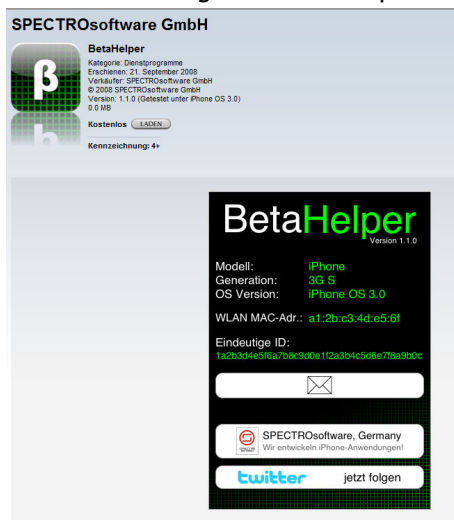 SPECTROsoftware GmbH
β
BetaHelper
Kategorie: Dienstprogramme
Erschienen: 21. September 2008
Verkäufer: SPECTROsoftware GmbH
© 2008 SPECTROsoftware GmbH
Version: 1.1.0 (Getestet unter iPhone OS 3.0)
0.0 MB
Kostenlos LADEN
Kennzeichnung: 4+
BetaHelper
Version 1.1.0
Modell: iPhone
Generation: 3G S
OS Version: iPhone OS 3.0
WLAN MAC-Adr.: a1:2b:c3:4d:e5:6f
Eindeutige ID:
1a2b3d4e5f6a7b8c9d0e1f2a3b4c5d6e7f8a9b0c
SPECTROsoftware, Germany
Wir entwickeln iPhone-Anwendungen!
twitter jetzt folgen